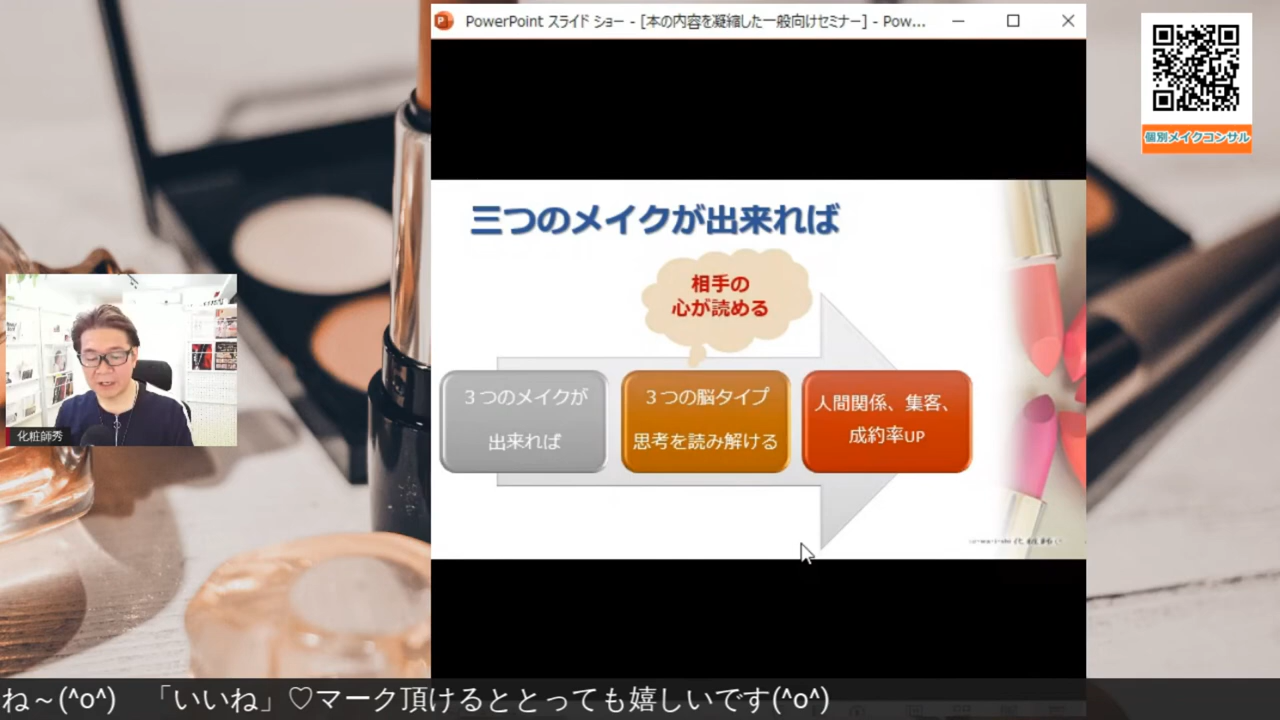 PowerPoint スライド ショー - [本の内容を凝縮した一般向けセミナー] - Pow...
個別メイクコンサル
三つのメイクが出来れば
相手の
心が読める
３つのメイクが
出来れば
３つの脳タイプ
思考を読み解ける
人間関係、集客、
成約率UP
化粧師秀
ね～(^o^) 「いいね」♡マーク頂けるととっても嬉しいです(^o^)